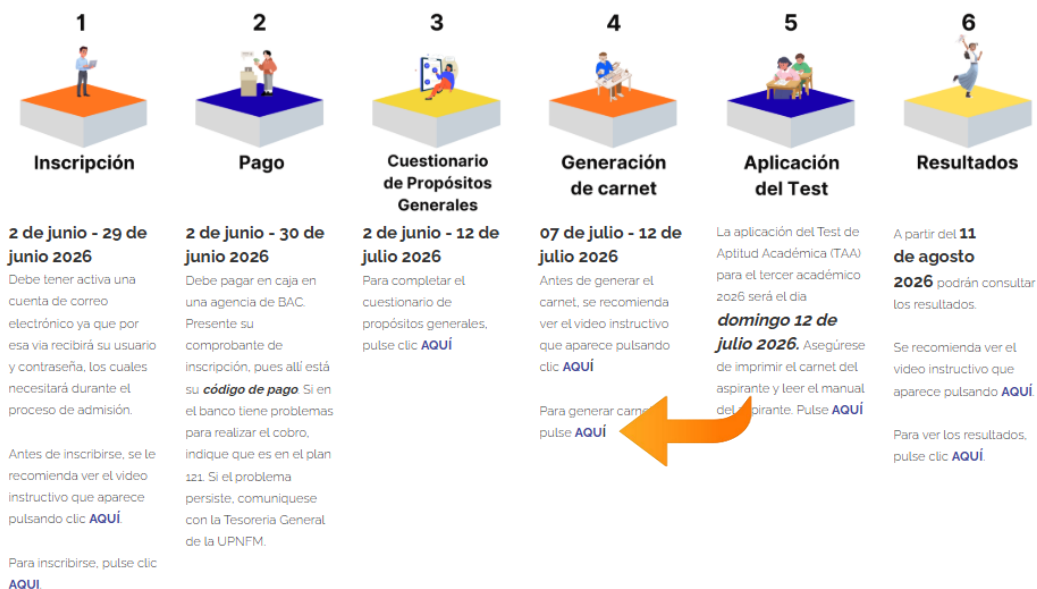 1
Inscripción
2 de junio - 29 de
junio 2026
Debe tener activa una
cuenta de correo
electrónico ya que por
esa via recibirá su usuario
y contraseña, los cuales
necesitará durante el
proceso de admisión.
Antes de inscribirse, se le
recomienda ver el video
instructivo que aparece
pulsando clic AQUÍ.
Para inscribirse, pulse clic
AQUI.
2
Pago
2 de junio - 30 de
junio 2026
Debe pagar en caja en
una agencia de BAC.
Presente su
comprobante de
inscripción, pues allí está
su código de pago. Si en
el banco tiene problemas
para realizar el cobro,
indique que es en el plan
121. Si el problema
persiste, comuniquese
con la Tesoreria General
de la UPNFM.
3
Cuestionario
de Propósitos
Generales
2 de junio - 12 de
julio 2026
Para completar el
cuestionario de
propósitos generales,
pulse clic AQUÍ
4
Generación
de carnet
07 de julio - 12 de
julio 2026
Antes de generar el
carnet, se recomienda
ver el video instructivo
que aparece pulsando
clic AQUÍ
Para generar carne
pulse AQUÍ
5
Aplicación
del Test
La aplicación del Test de
Aptitud Académica (TAA)
para el tercer académico
2026 será el dia
domingo 12 de
julio 2026. Asegúrese
de imprimir el carnet del
aspirante y leer el manual
del aspirante. Pulse AQUÍ
6
Resultados
A partir del 11
de agosto
2026 podrán consultar
los resultados.
Se recomienda ver el
video instructivo que
aparece pulsando AQUÍ.
Para ver los resultados,
pulse clic AQUÍ.